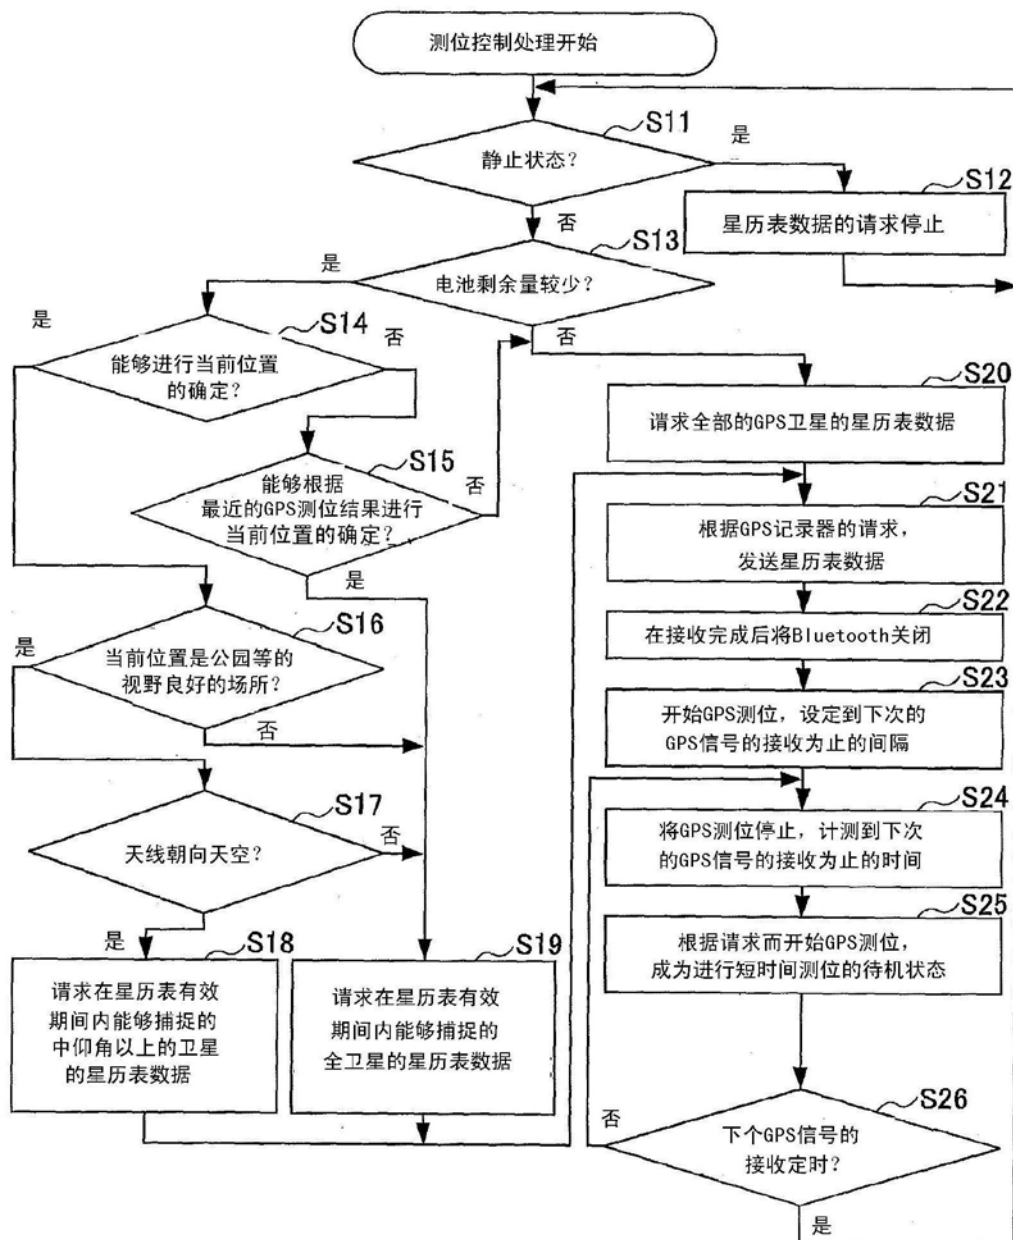 测位控制处理开始
S11
静止状态？
是
否
S12
星历表数据的请求停止
S13
电池剩余量较少？
是
否
S14
能够进行当前位置
的确定？
是
否
S15
能够根据
最近的GPS测位结果进行
当前位置的确定？
否
是
S16
当前位置是公园等的
视野良好的场所？
是
否
S17
天线朝向天空？
否
是
S18
请求在星历表有效
期间内能够捕捉的
中仰角以上的卫星
的星历表数据
S19
请求在星历表有效
期间内能够捕捉的
全卫星的星历表数据
S20
请求全部的GPS卫星的星历表数据
S21
根据GPS记录器的请求，
发送星历表数据
S22
在接收完成后将Bluetooth关闭
S23
开始GPS测位，设定到下次的
GPS信号的接收为止的间隔
S24
将GPS测位停止，计测到下次
的GPS信号的接收为止的时间
S25
根据请求而开始GPS测位，
成为进行短时间测位的待机状态
S26
下个GPS信号的
接收定时？
否
是